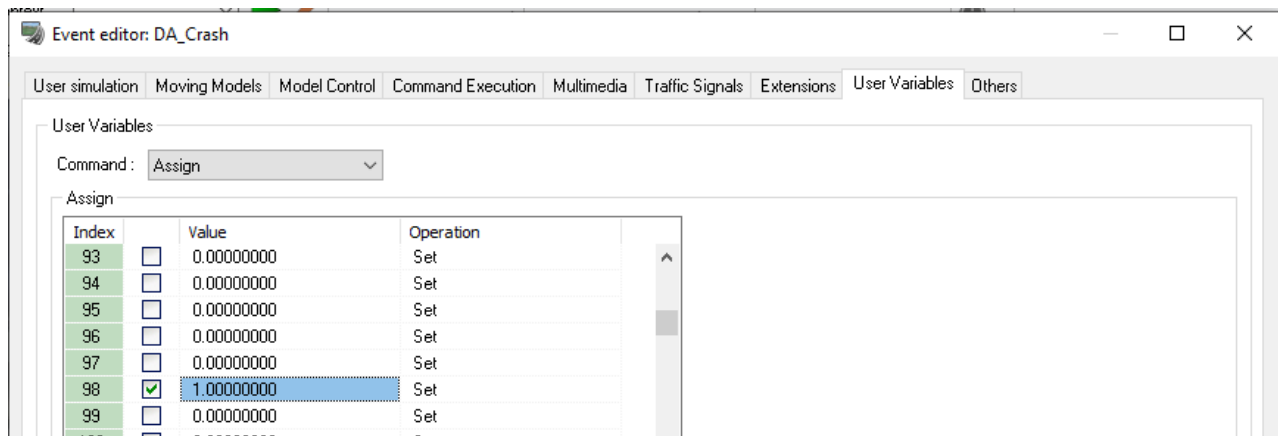 Event editor: DA_Crash
User simulation Moving Models Model Control Command Execution Multimedia Traffic Signals Extensions User Variables Others
User Variables
Command : Assign
Assign
Index Value Operation
93 0.00000000 Set
94 0.00000000 Set
95 0.00000000 Set
96 0.00000000 Set
97 0.00000000 Set
98 1.00000000 Set
99 0.00000000 Set